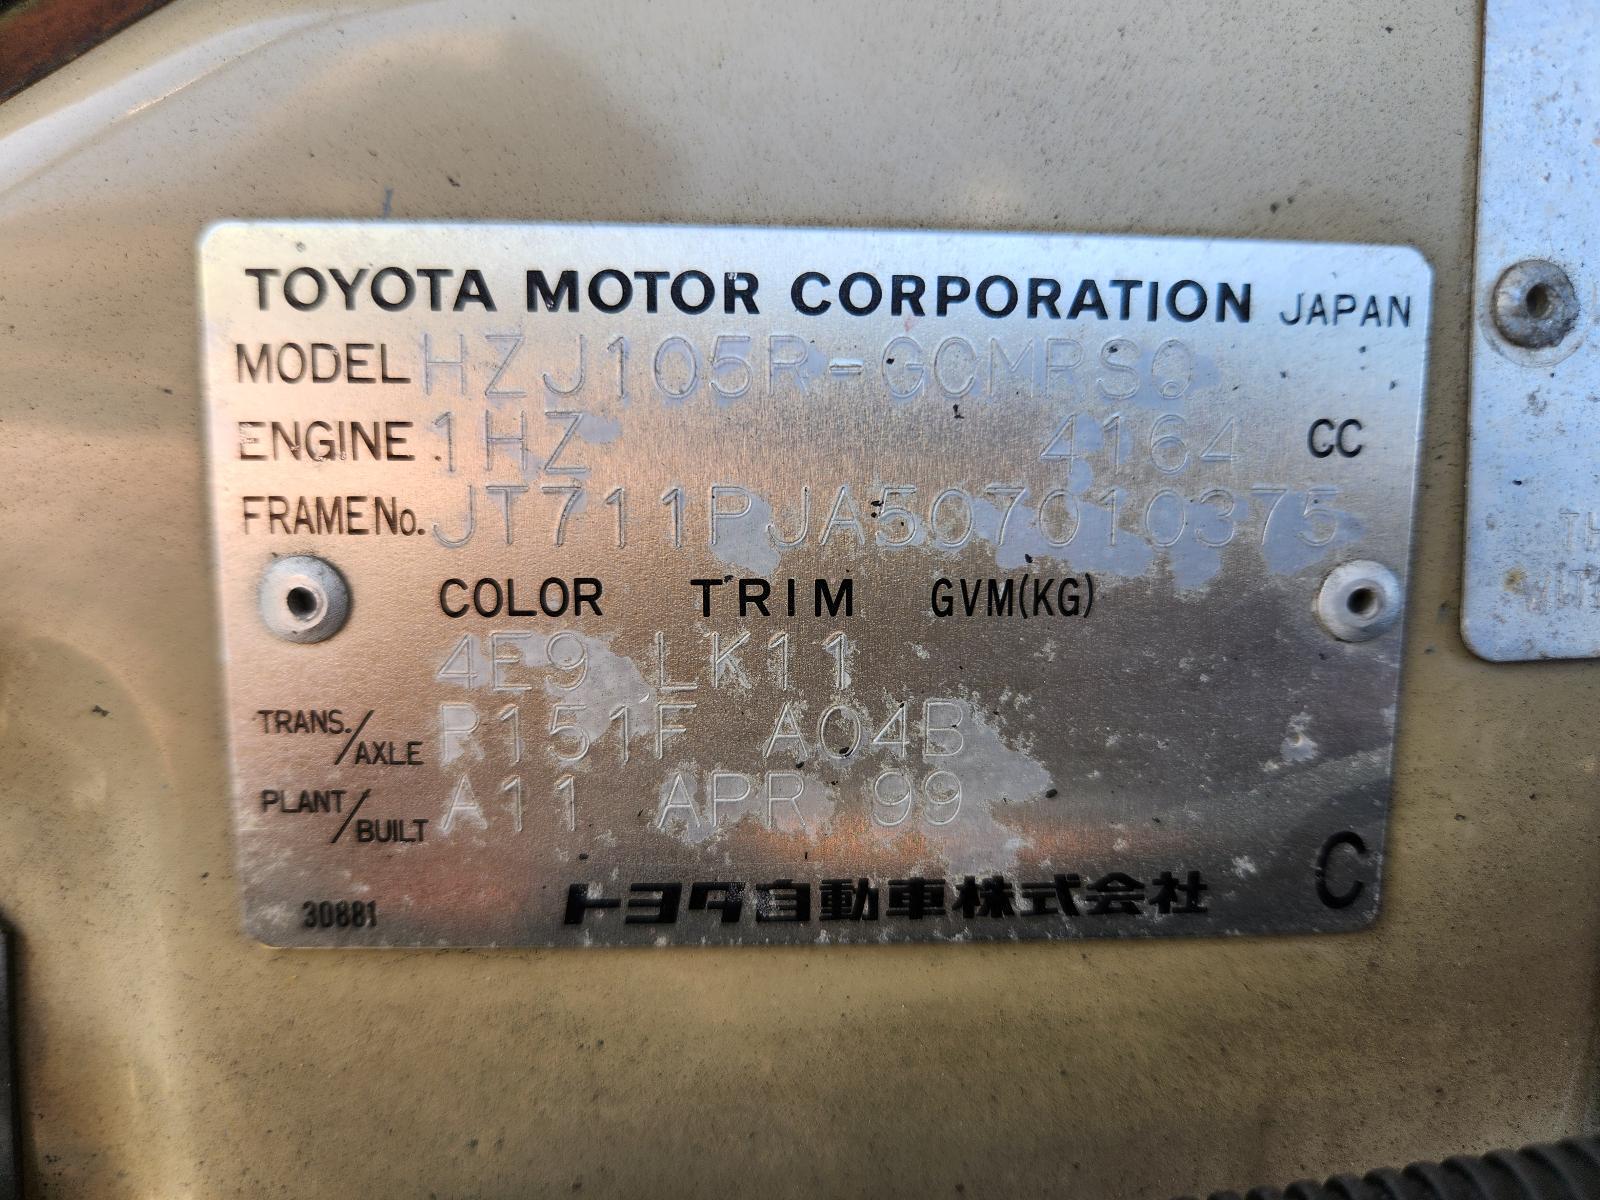 TOYOTA MOTOR CORPORATION JAPAN
MODEL HZJ105R-GCMRSQ
ENGINE 1HZ 4164 CC
FRAME No. JT711PJA507010375
COLOR TRIM GVM(KG)
4E9 LK11
TRANS./AXLE R151F A04B
PLANT/BUILT A11 APR 99
30881 トヨタ自動車株式会社 C